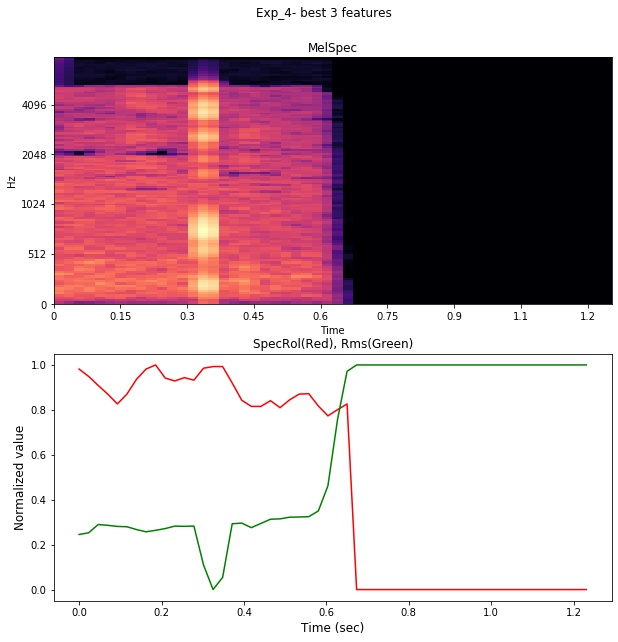 Exp_4- best 3 features
MelSpec
4096
2048
1024
512
0
Hz
0 0.15 0.3 0.45 0.6 0.75 0.9 1.1 1.2
Time
SpecRol(Red), Rms(Green)
1.0
0.8
0.6
0.4
0.2
0.0
Normalized value
0.0 0.2 0.4 0.6 0.8 1.0 1.2
Time (sec)